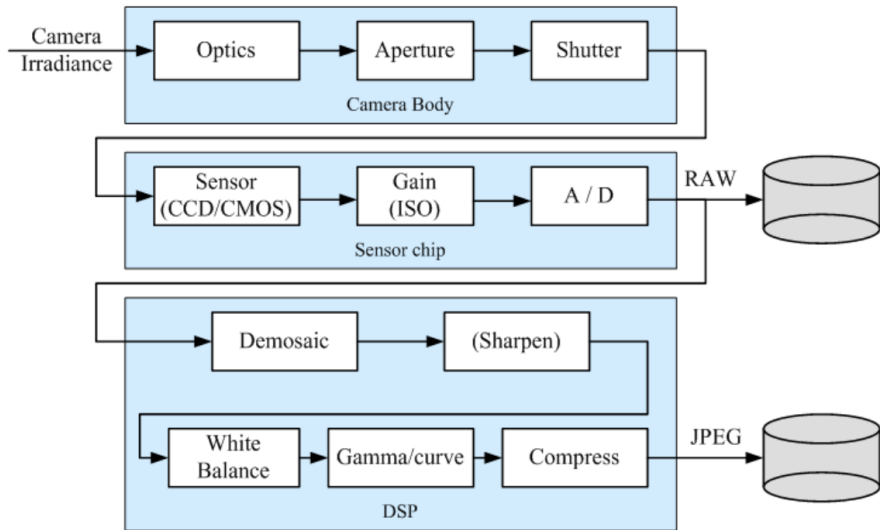 Camera
Irradiance
Optics
Aperture
Shutter
Camera Body
Sensor
(CCD/CMOS)
Gain
(ISO)
A / D
RAW
Sensor chip
Demosaic
(Sharpen)
White
Balance
Gamma/curve
Compress
JPEG
DSP